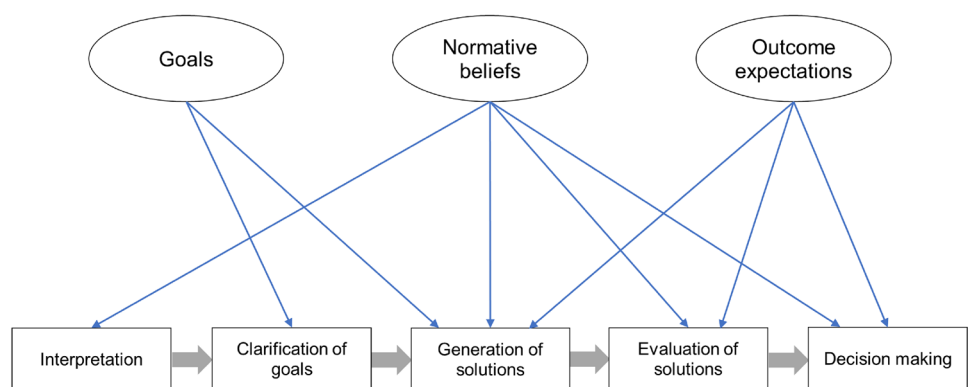 Goals
Normative
beliefs
Outcome
expectations
Interpretation
Clarification of
goals
Generation of
solutions
Evaluation of
solutions
Decision making